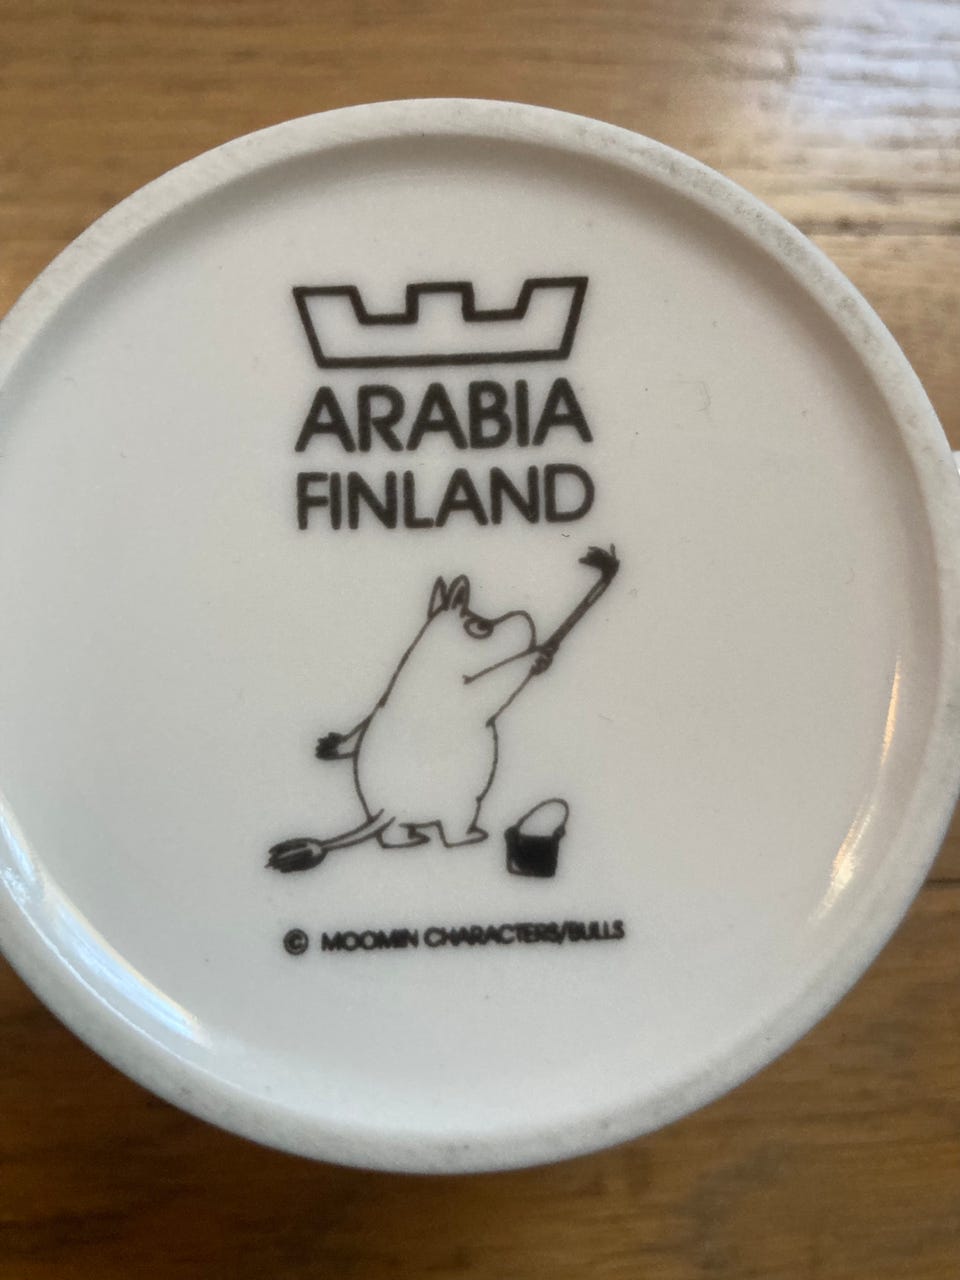 ARABIA
FINLAND
© MOOMIN CHARACTERS/BULLS